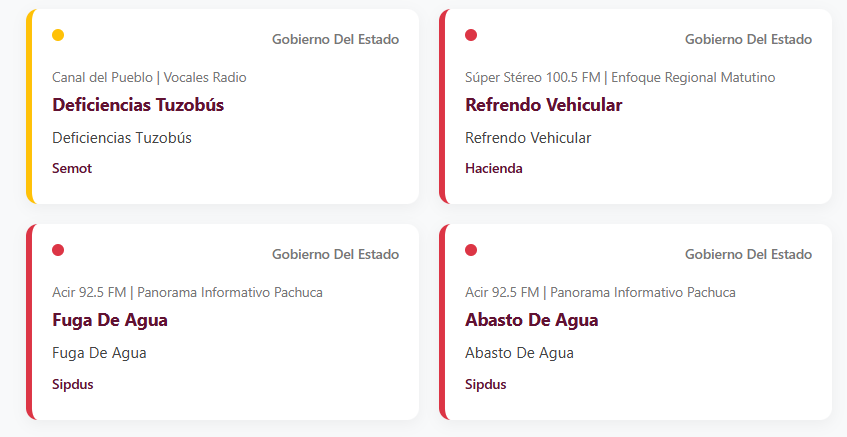 Gobierno Del Estado
Canal del Pueblo | Vocales Radio
Deficiencias Tuzobús
Deficiencias Tuzobús
Semot
Gobierno Del Estado
Súper Stéreo 100.5 FM | Enfoque Regional Matutino
Refrendo Vehicular
Refrendo Vehicular
Hacienda
Gobierno Del Estado
Acir 92.5 FM | Panorama Informativo Pachuca
Fuga De Agua
Fuga De Agua
Sipdus
Gobierno Del Estado
Acir 92.5 FM | Panorama Informativo Pachuca
Abasto De Agua
Abasto De Agua
Sipdus